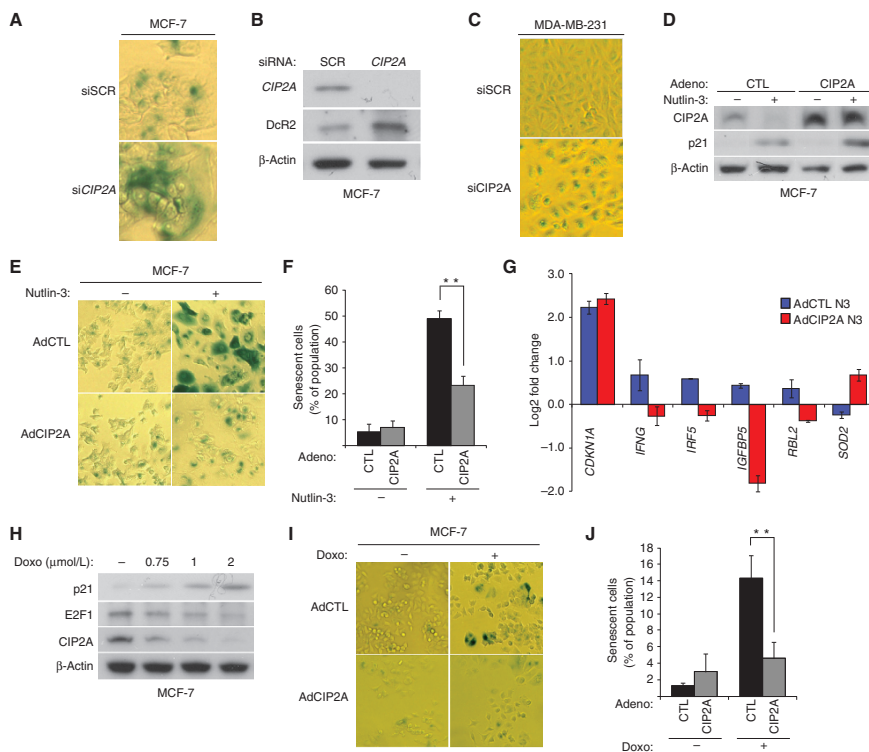 A
MCF-7
siSCR
siCIP2A
B
siRNA: SCR CIP2A
CIP2A
DcR2
β-Actin
MCF-7
C
MDA-MB-231
siSCR
siCIP2A
D
Adeno: CTL CIP2A
Nutlin-3: – + – +
CIP2A
p21
β-Actin
MCF-7
E
MCF-7
Nutlin-3: – +
AdCTL
AdCIP2A
F
Senescent cells
(% of population)
60
50
40
30
20
10
0
**
Adeno: CTL CIP2A CTL CIP2A
Nutlin-3: – +
G
Log2 fold change
3.0
2.0
1.0
0.0
–1.0
–2.0
AdCTL N3
AdCIP2A N3
CDKN1A IFNG IRF5 IGFBP5 RBL2 SOD2
H
Doxo (μmol/L): – 0.75 1 2
p21
E2F1
CIP2A
β-Actin
MCF-7
I
MCF-7
Doxo: – +
AdCTL
AdCIP2A
J
Senescent cells
(% of population)
18
16
14
12
10
8
6
4
2
**
Adeno: CTL CIP2A CTL CIP2A
Doxo: – +